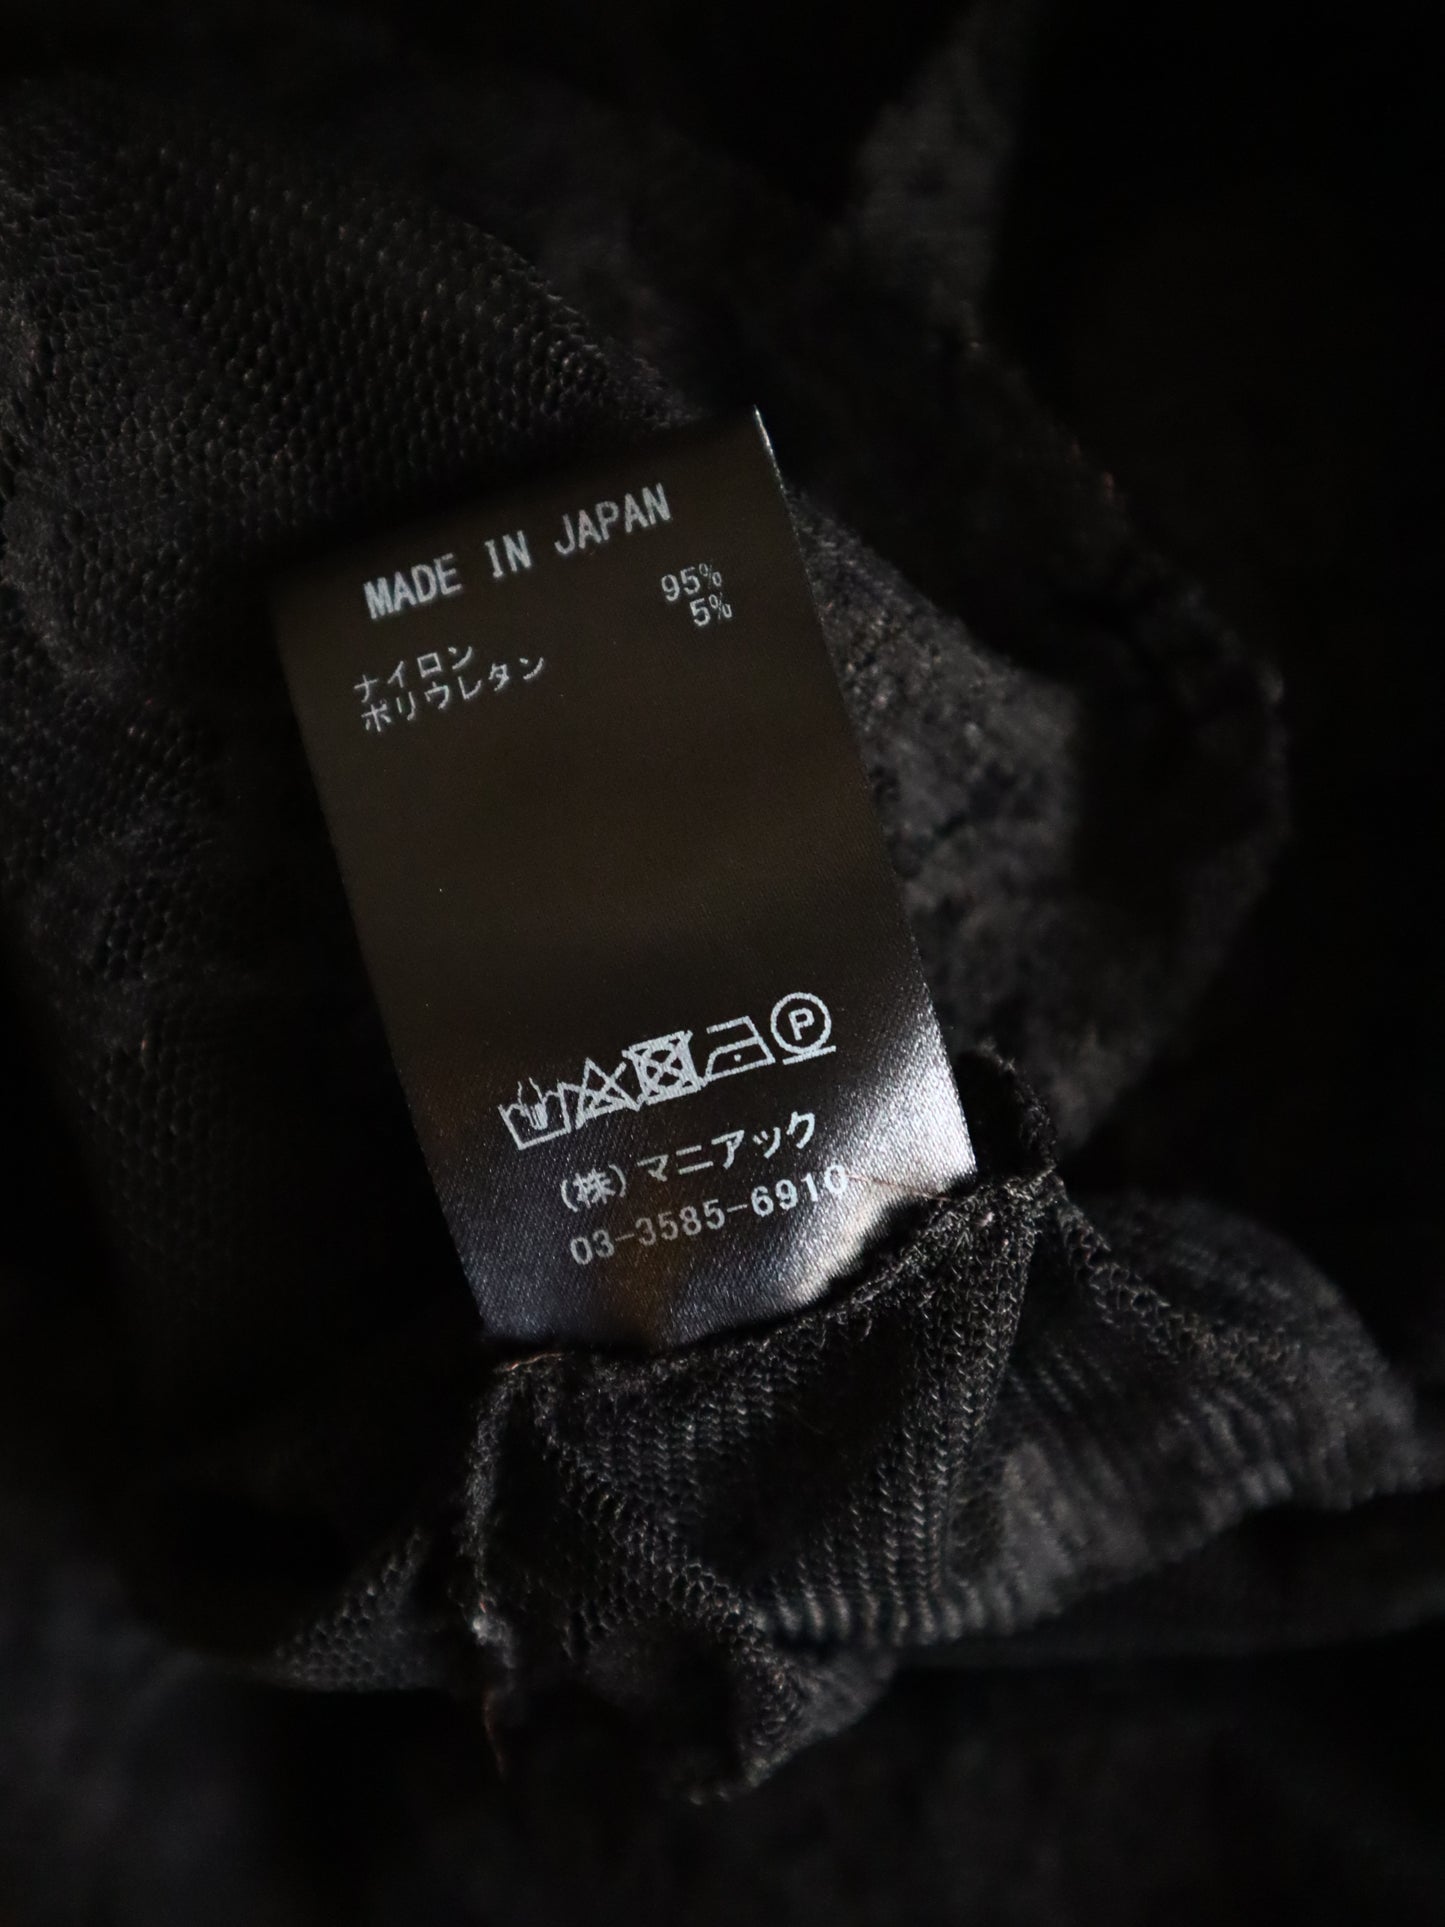 MADE IN JAPAN
ナイロン 95%
ポリウレタン 5%
P
(株)マニアック
03-3585-6910